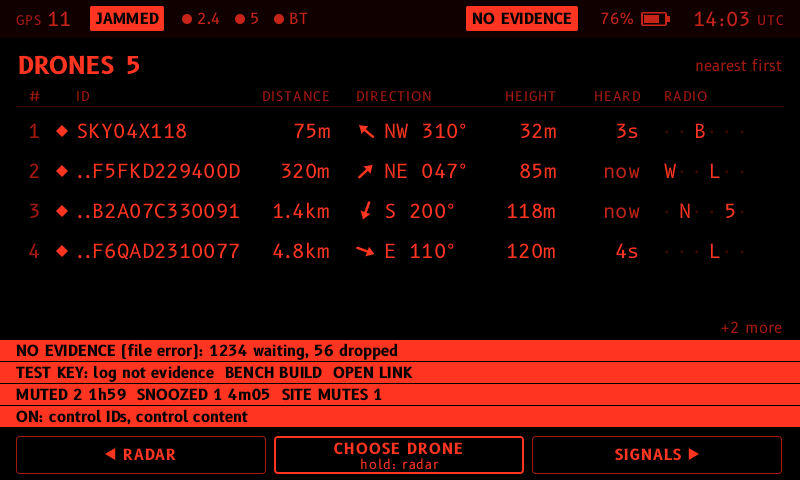 GPS 11 JAMMED 2.4 5 BT NO EVIDENCE 76% 14:03 UTC
DRONES 5 nearest first
# ID DISTANCE DIRECTION HEIGHT HEARD RADIO
1 ◆ SKY04X118 75m ↖ NW 310° 32m 3s · · B · · ·
2 ◆ ..F5FKD229400D 320m ↗ NE 047° 85m now W · · L · ·
3 ◆ ..B2A07C330091 1.4km ↓ S 200° 118m now · N · · 5 ·
4 ◆ ..F6QAD2310077 4.8km → E 110° 120m 4s · · · L · ·
+2 more
NO EVIDENCE [file error]: 1234 waiting, 56 dropped
TEST KEY: log not evidence BENCH BUILD OPEN LINK
MUTED 2 1h59 SNOOZED 1 4m05 SITE MUTES 1
ON: control IDs, control content
◀ RADAR CHOOSE DRONE SIGNALS ▶
hold: radar